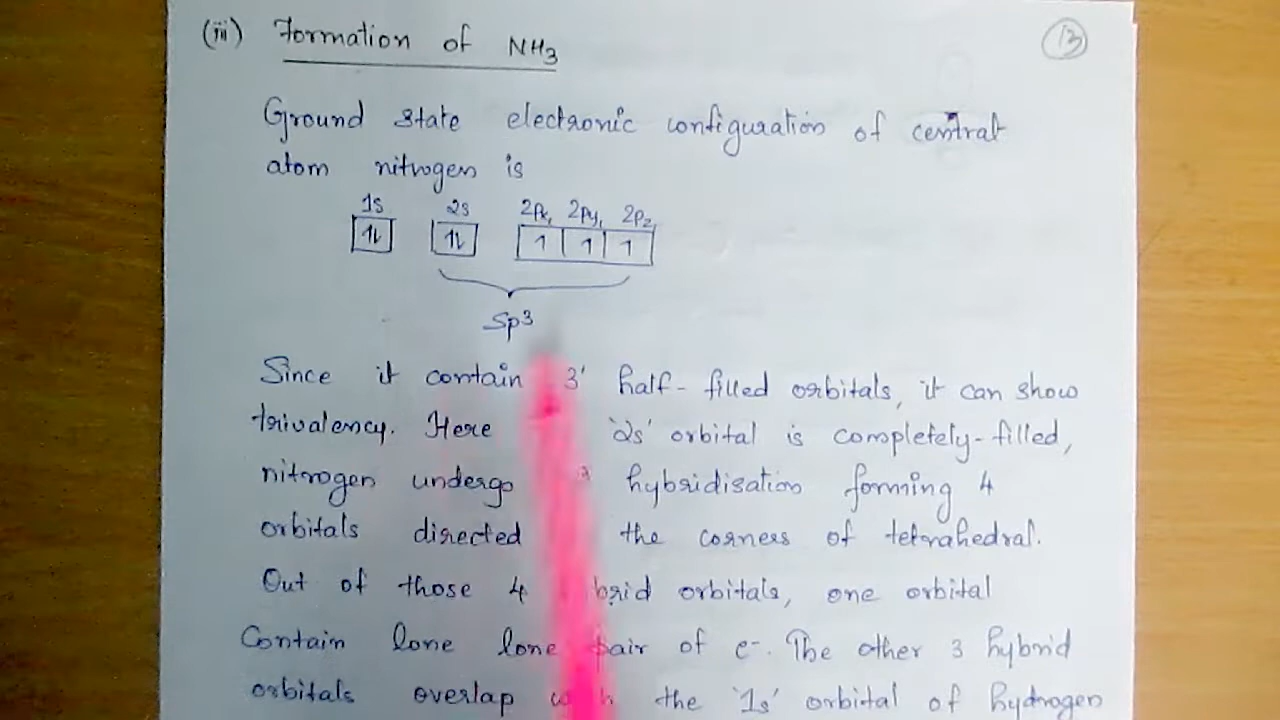 (iii) Formation of NH3
13
Ground state electronic configuration of central
atom nitrogen is
1s 2s 2px 2py 2pz
1l 1l 1 1 1
Sp3
Since it contain 3' half-filled orbitals, it can show
trivalency. Here '2s' orbital is completely-filled,
nitrogen undergo hybridisation forming 4
orbitals directed the corners of tetrahedral.
Out of those 4 orbitals, one orbital
Contain lone lone pair of e-. The other 3 hybrid
orbitals overlap the '1s' orbital of hydrogen